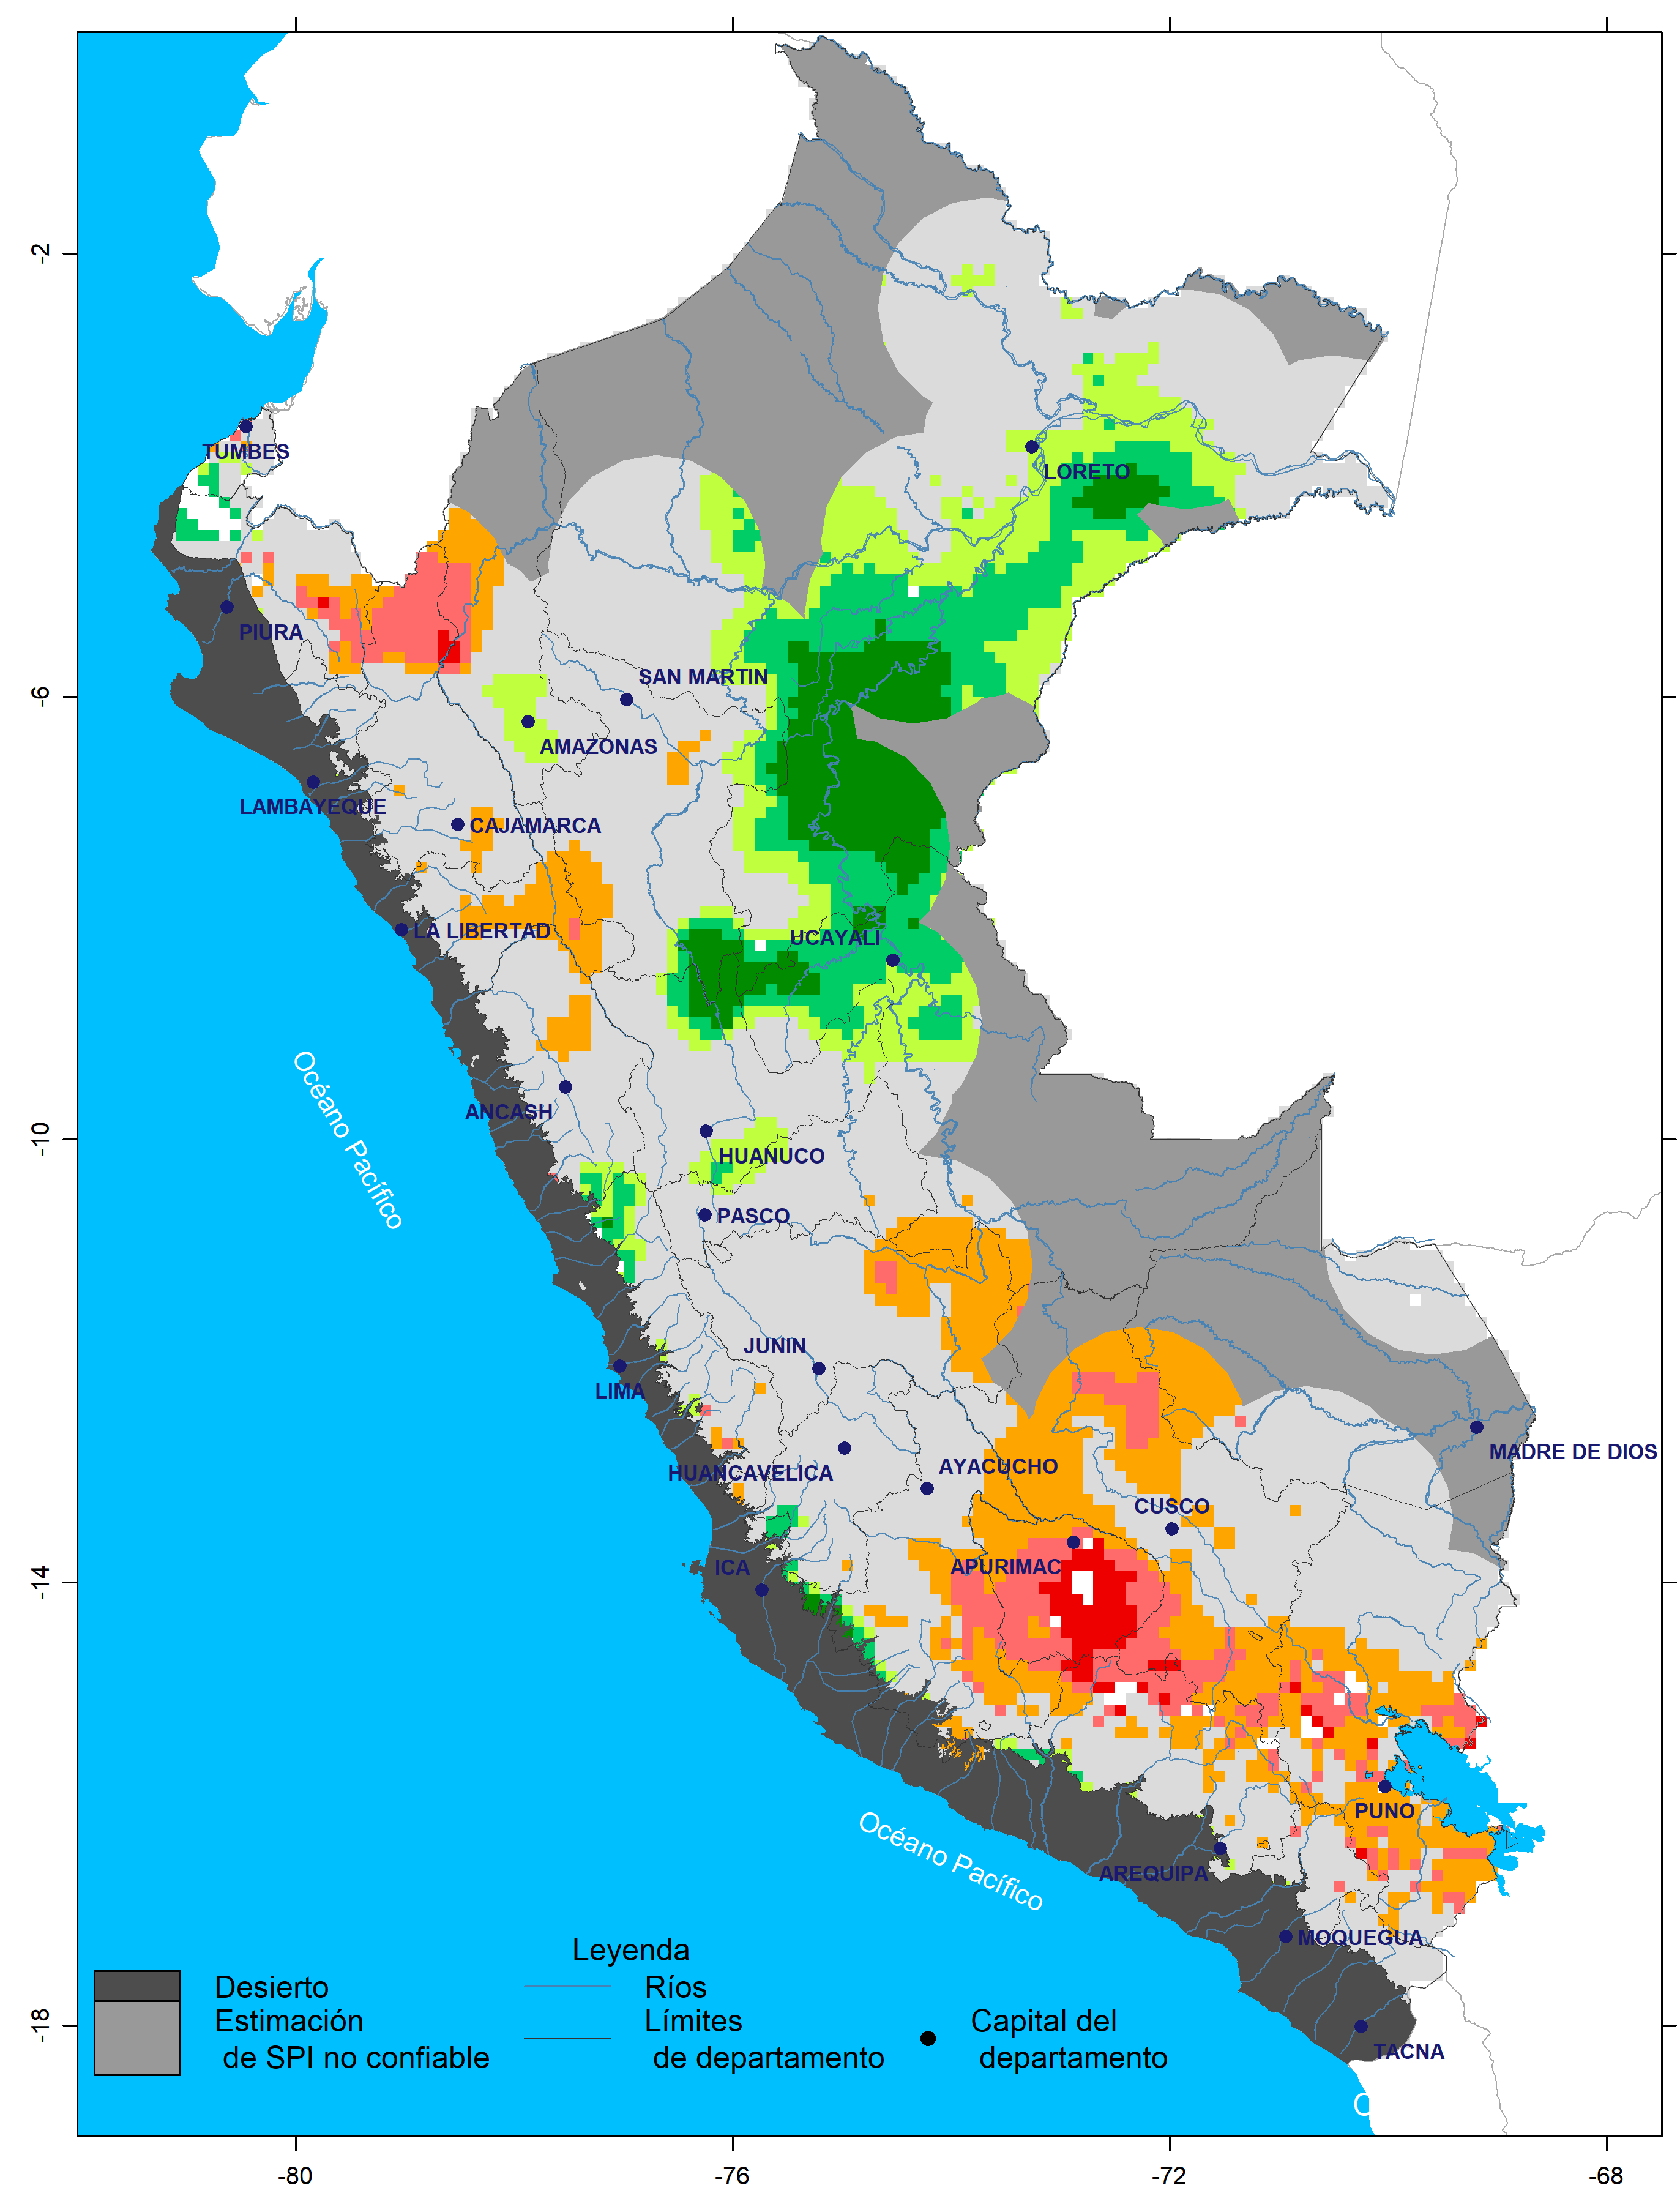 -2
-6
-10
-14
-18
TUMBES
LORETO
PIURA
SAN MARTIN
AMAZONAS
LAMBAYEQUE
CAJAMARCA
LA LIBERTAD
UCAYALI
Océano Pacífico
ANCASH
HUANUCO
PASCO
JUNIN
LIMA
MADRE DE DIOS
HUANCAVELICA
AYACUCHO
CUSCO
ICA
APURIMAC
PUNO
Océano Pacífico
AREQUIPA
MOQUEGUA
TACNA
Leyenda
Desierto
Estimación
de SPI no confiable
Ríos
Límites
de departamento
Capital del
departamento
-80
-76
-72
-68